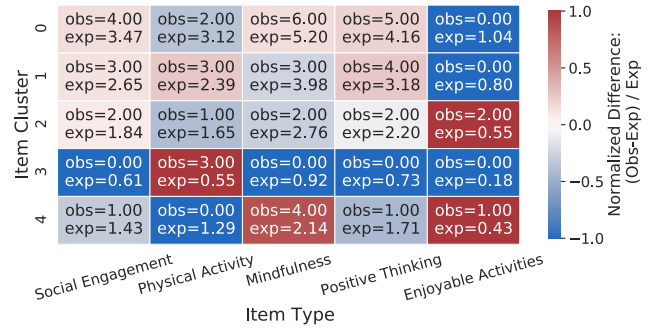 0 obs=4.00 obs=2.00 obs=6.00 obs=5.00 obs=0.00
exp=3.47 exp=3.12 exp=5.20 exp=4.16 exp=1.04
1 obs=3.00 obs=3.00 obs=3.00 obs=4.00 obs=0.00
exp=2.65 exp=2.39 exp=3.98 exp=3.18 exp=0.80
2 obs=2.00 obs=1.00 obs=2.00 obs=2.00 obs=2.00
exp=1.84 exp=1.65 exp=2.76 exp=2.20 exp=0.55
3 obs=0.00 obs=3.00 obs=0.00 obs=0.00 obs=0.00
exp=0.61 exp=0.55 exp=0.92 exp=0.73 exp=0.18
4 obs=1.00 obs=0.00 obs=4.00 obs=1.00 obs=1.00
exp=1.43 exp=1.29 exp=2.14 exp=1.71 exp=0.43
Item Cluster
Social Engagement
Physical Activity
Mindfulness
Positive Thinking
Enjoyable Activities
Item Type
1.0
0.5
0.0
−0.5
−1.0
Normalized Difference:
(Obs-Exp) / Exp